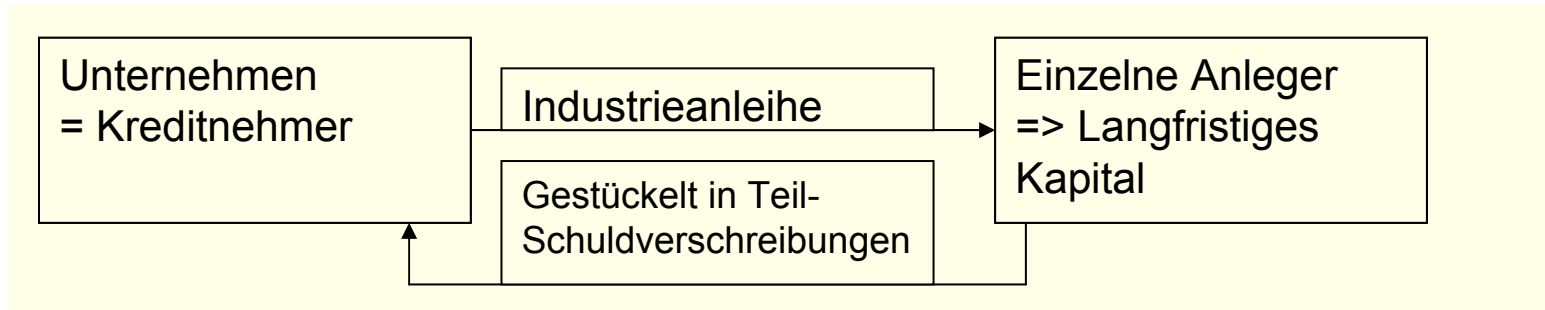 Unternehmen
= Kreditnehmer
Industrieanleihe
Gestückelt in Teil-
Schuldverschreibungen
Einzelne Anleger
=> Langfristiges
Kapital